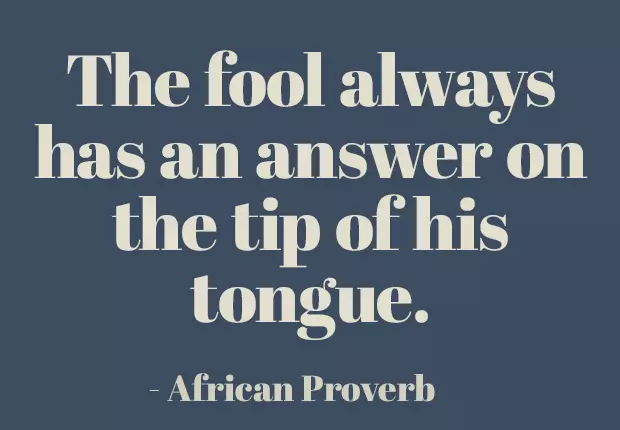 The fool always
has an answer on
the tip of his
tongue.
- African Proverb